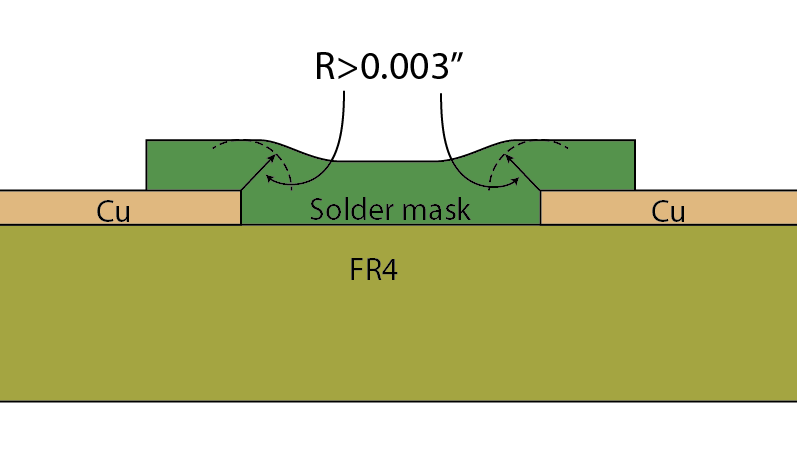 R>0.003”
Cu
Solder mask
Cu
FR4